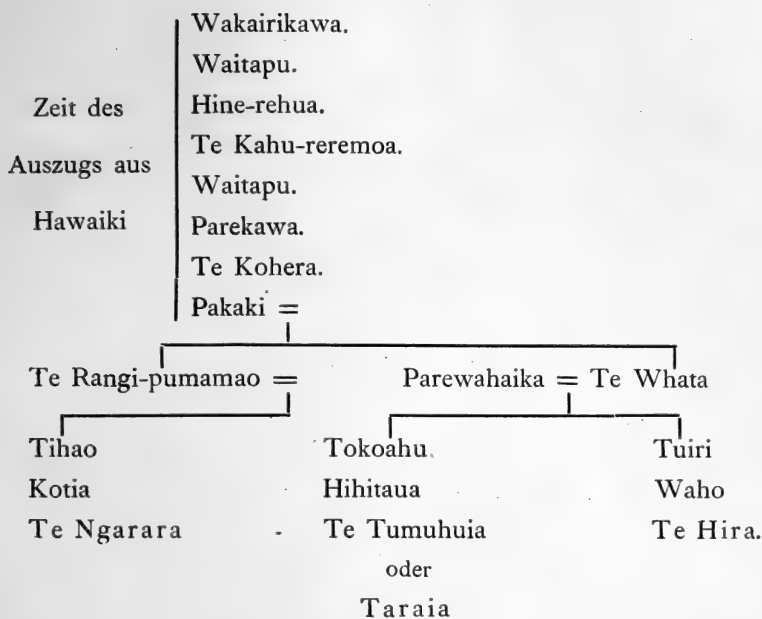 Wakairikawa.
Waitapu.
Zeit des Hine-rehua.
Te Kahu-reremoa.
Auszugs aus
Waitapu.
Hawaiki Parekawa.
Te Kohera.
Pakaki =
Te Rangi-pumamao = Parewahaika = Te Whata
Tihao Tokoahu Tuiri
Kotia Hihitaua Waho
Te Ngarara Te Tumuhuia Te Hira.
oder
Taraia